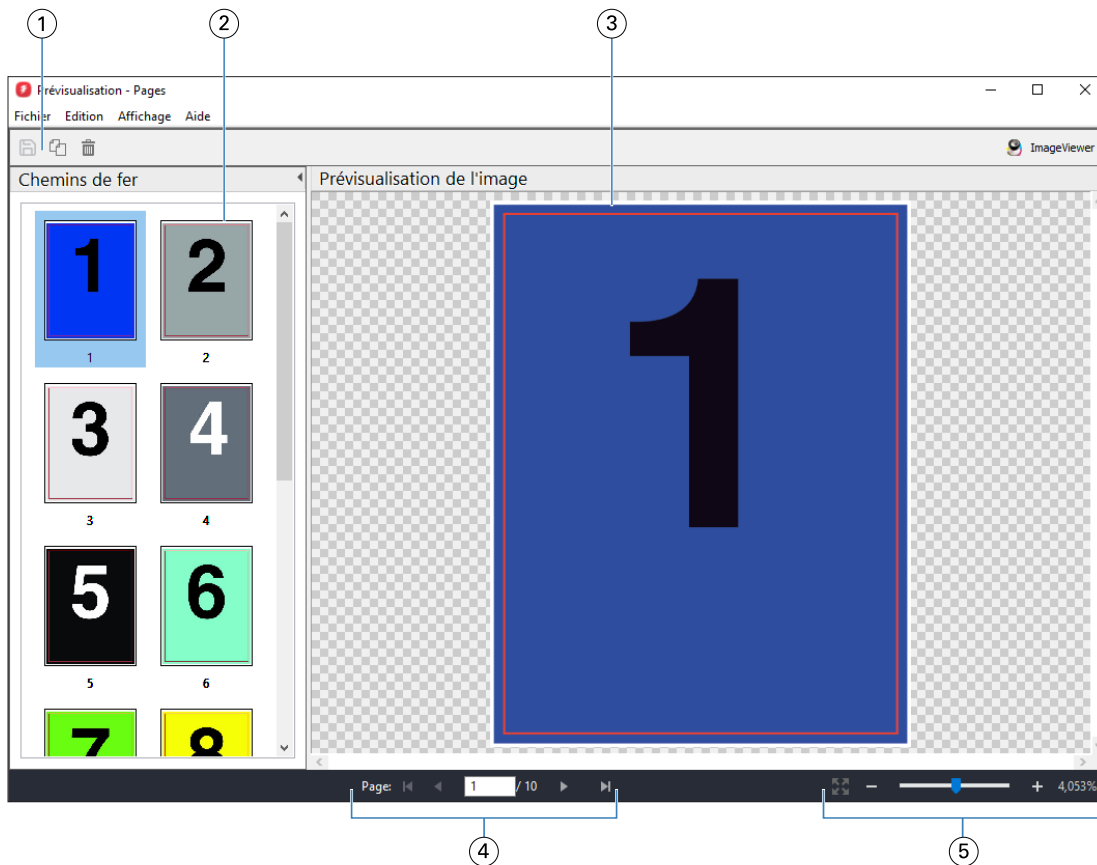 1 2 3
Prévisualisation - Pages
Fichier Edition Affichage Aide
ImageViewer
Chemins de fer
Prévisualisation de l'image
1 2
1 2
3 4
3 4
5 6
5 6
7 8
1
Page: 1 / 10
4,053%
4 5